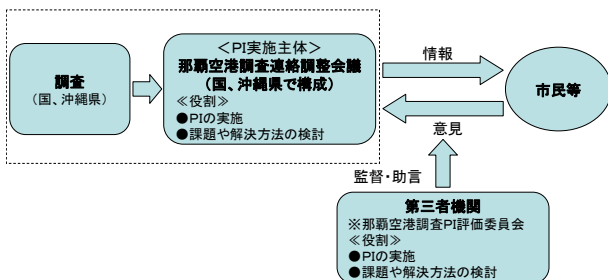 ＜PI実施主体＞
那覇空港調査連絡調整会議
（国、沖縄県で構成）
≪役割≫
●PIの実施
●課題や解決方法の検討
調査
（国、沖縄県）
情報
市民等
意見
監督・助言
第三者機関
※那覇空港調査PI評価委員会
≪役割≫
●PIの実施
●課題や解決方法の検討